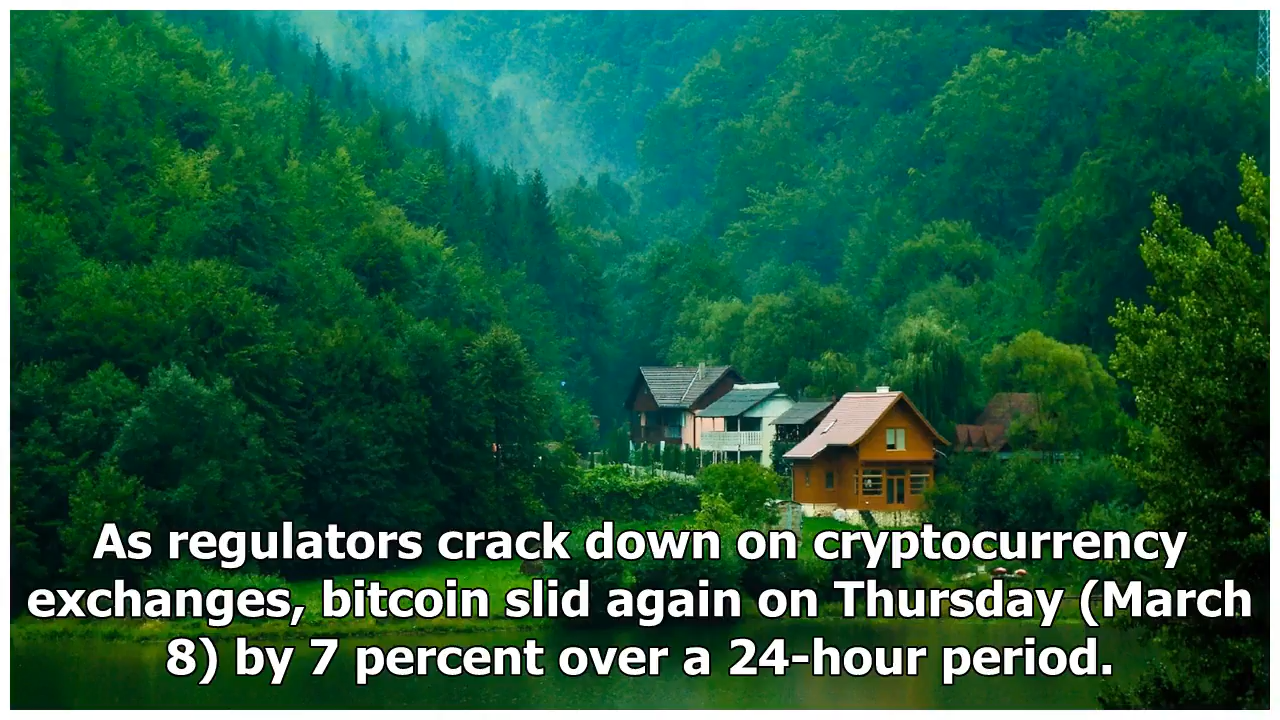 As regulators crack down on cryptocurrency
exchanges, bitcoin slid again on Thursday (March
8) by 7 percent over a 24-hour period.